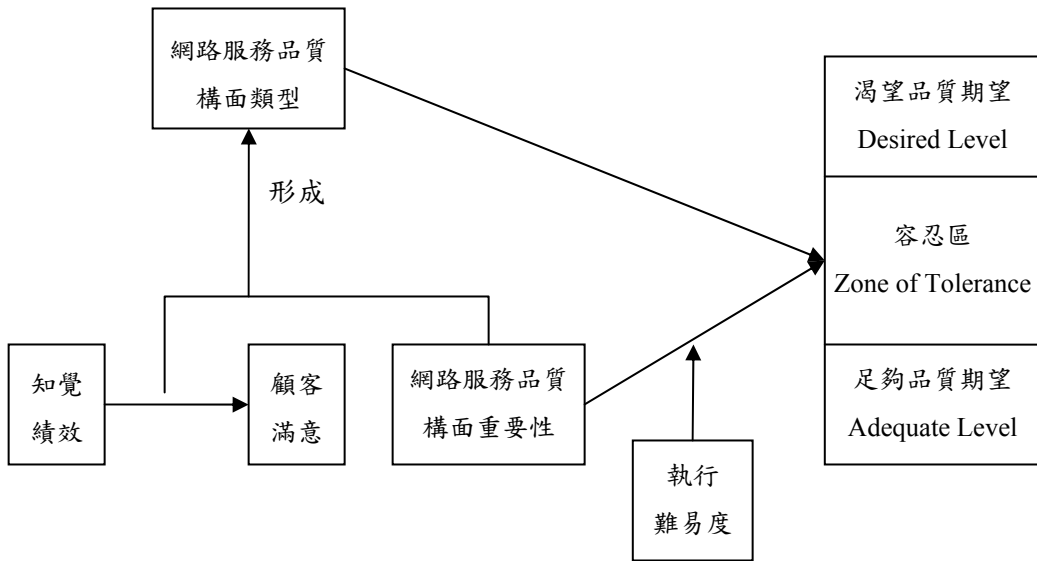 網路服務品質
構面類型
渴望品質期望
Desired Level
形成
容忍區
Zone of Tolerance
知覺
績效
顧客
滿意
網路服務品質
構面重要性
足夠品質期望
Adequate Level
執行
難易度